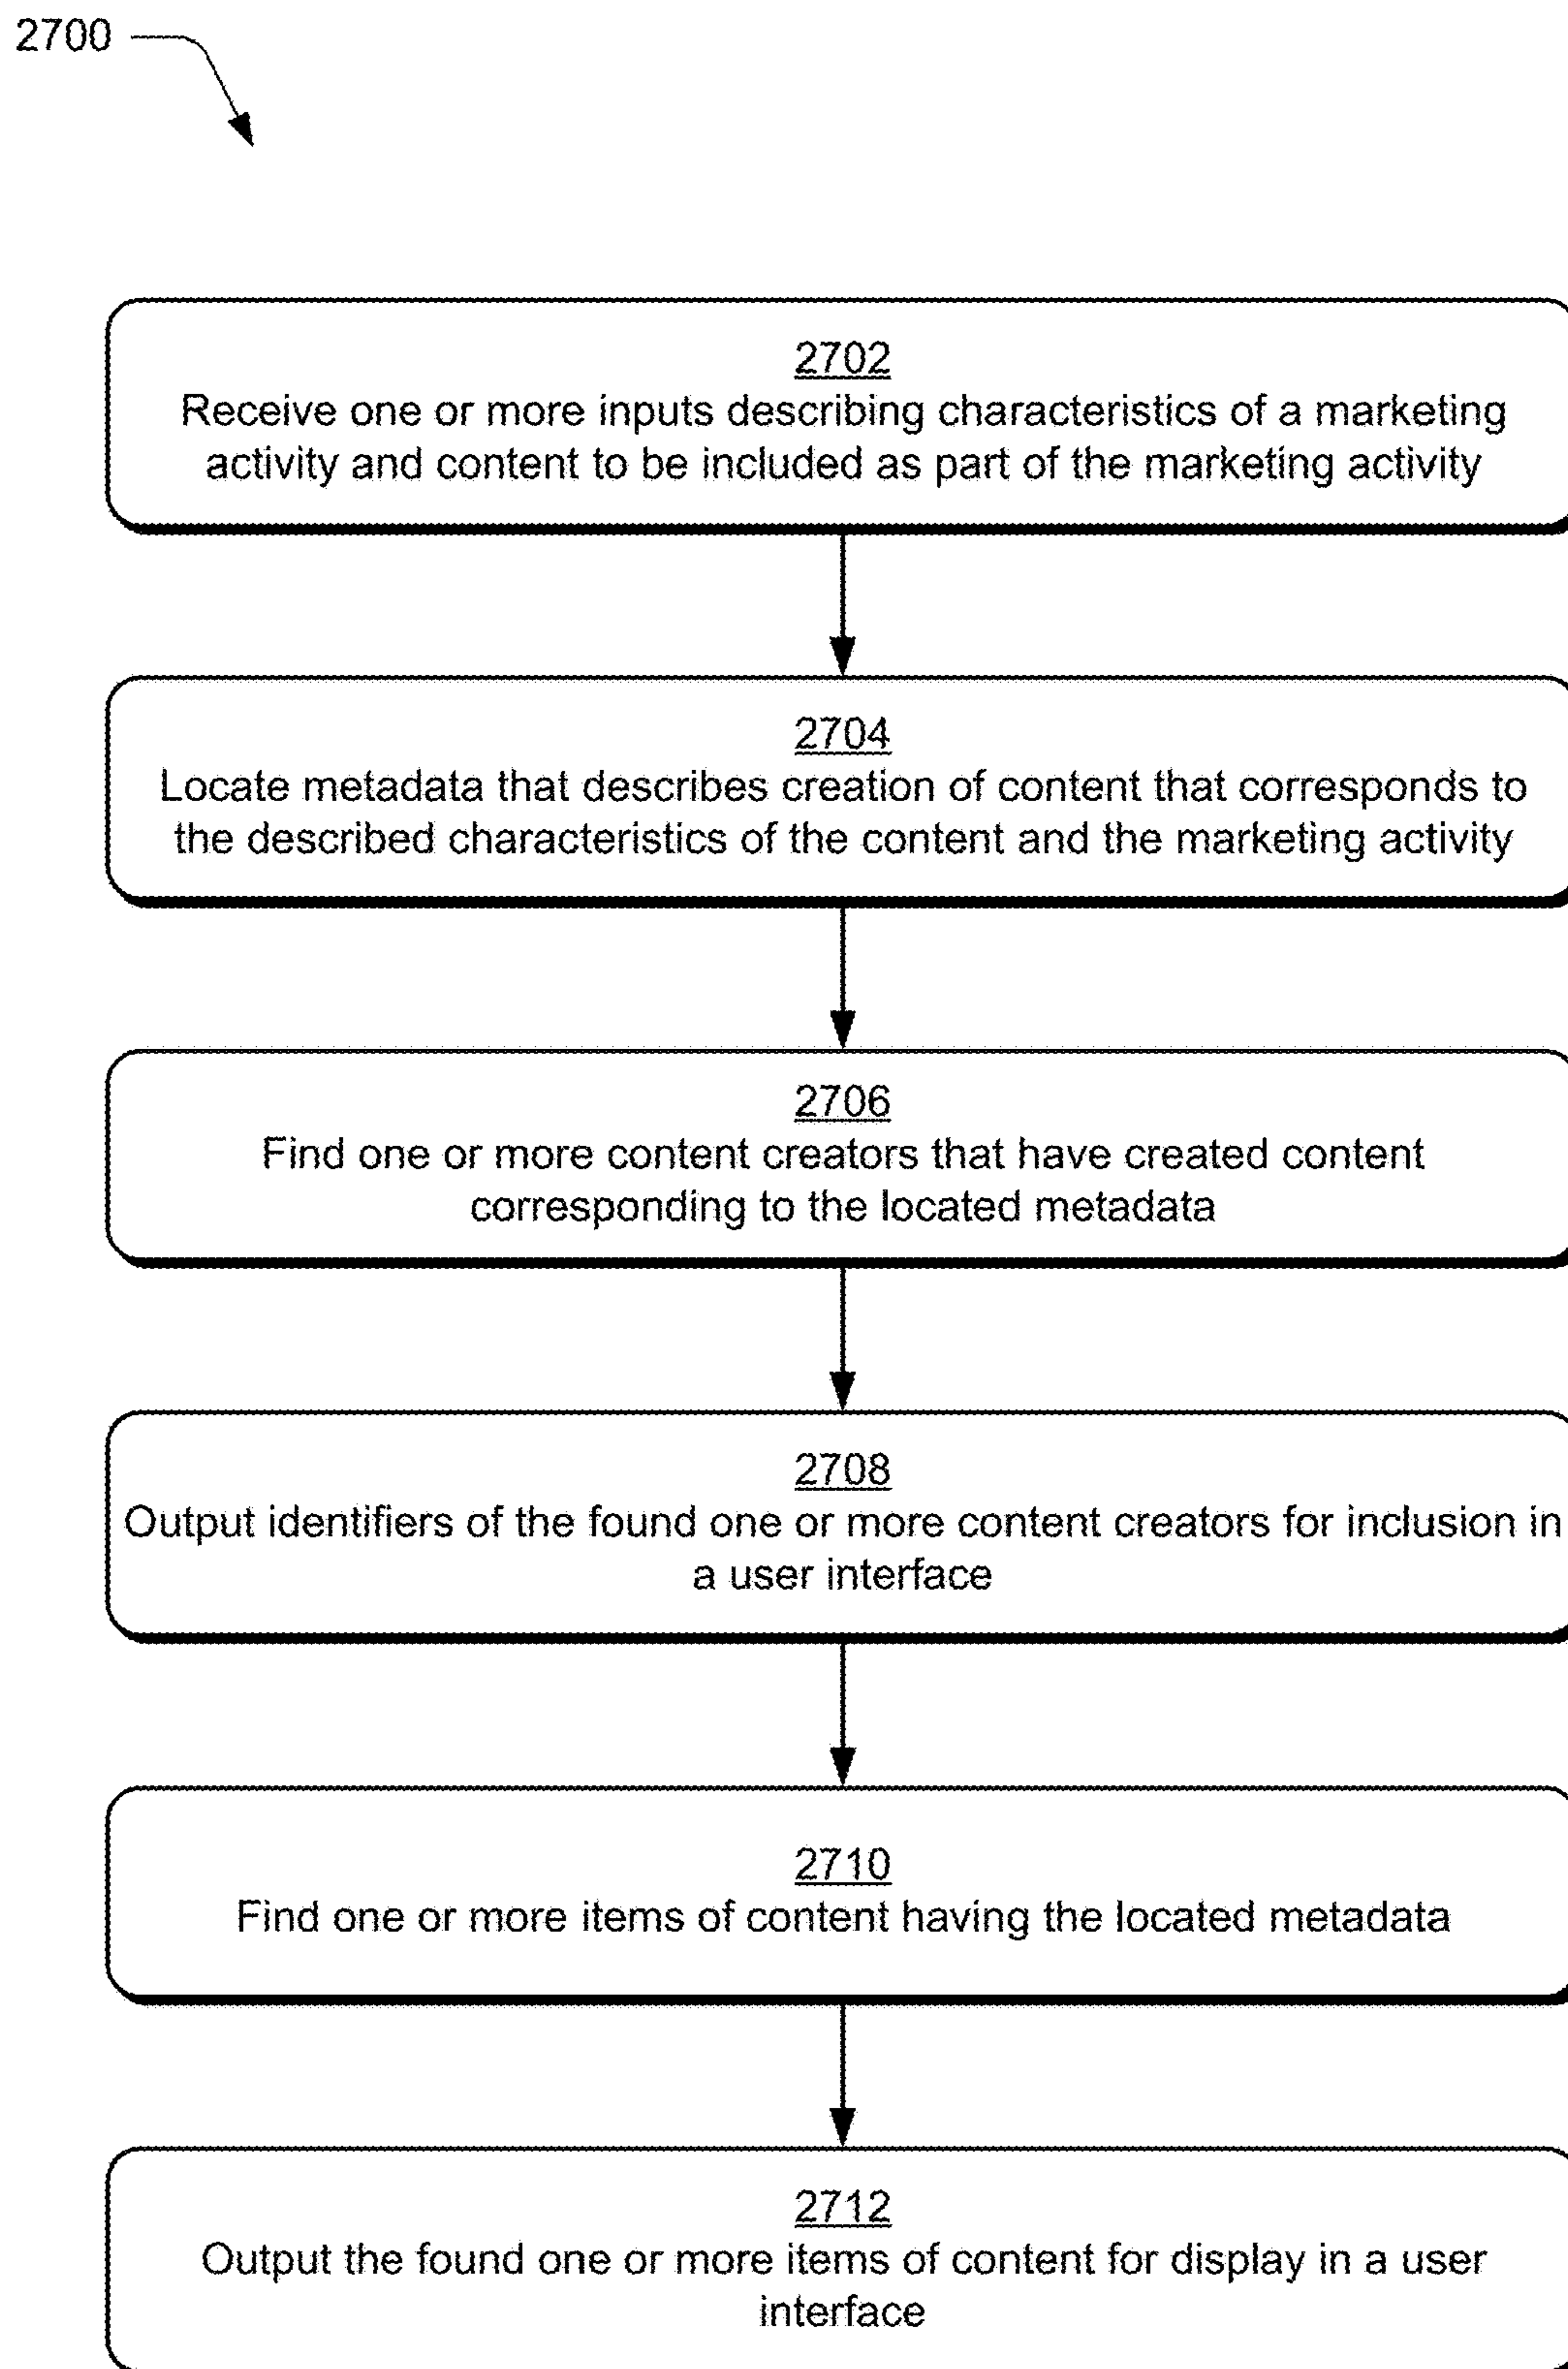 2700
2702
Receive one or more inputs describing characteristics of a marketing
activity and content to be included as part of the marketing activity
2704
Locate metadata that describes creation of content that corresponds to
the described characteristics of the content and the marketing activity
2706
Find one or more content creators that have created content
corresponding to the located metadata
2708
Output identifiers of the found one or more content creators for inclusion in
a user interface
2710
Find one or more items of content having the located metadata
2712
Output the found one or more items of content for display in a user
interface